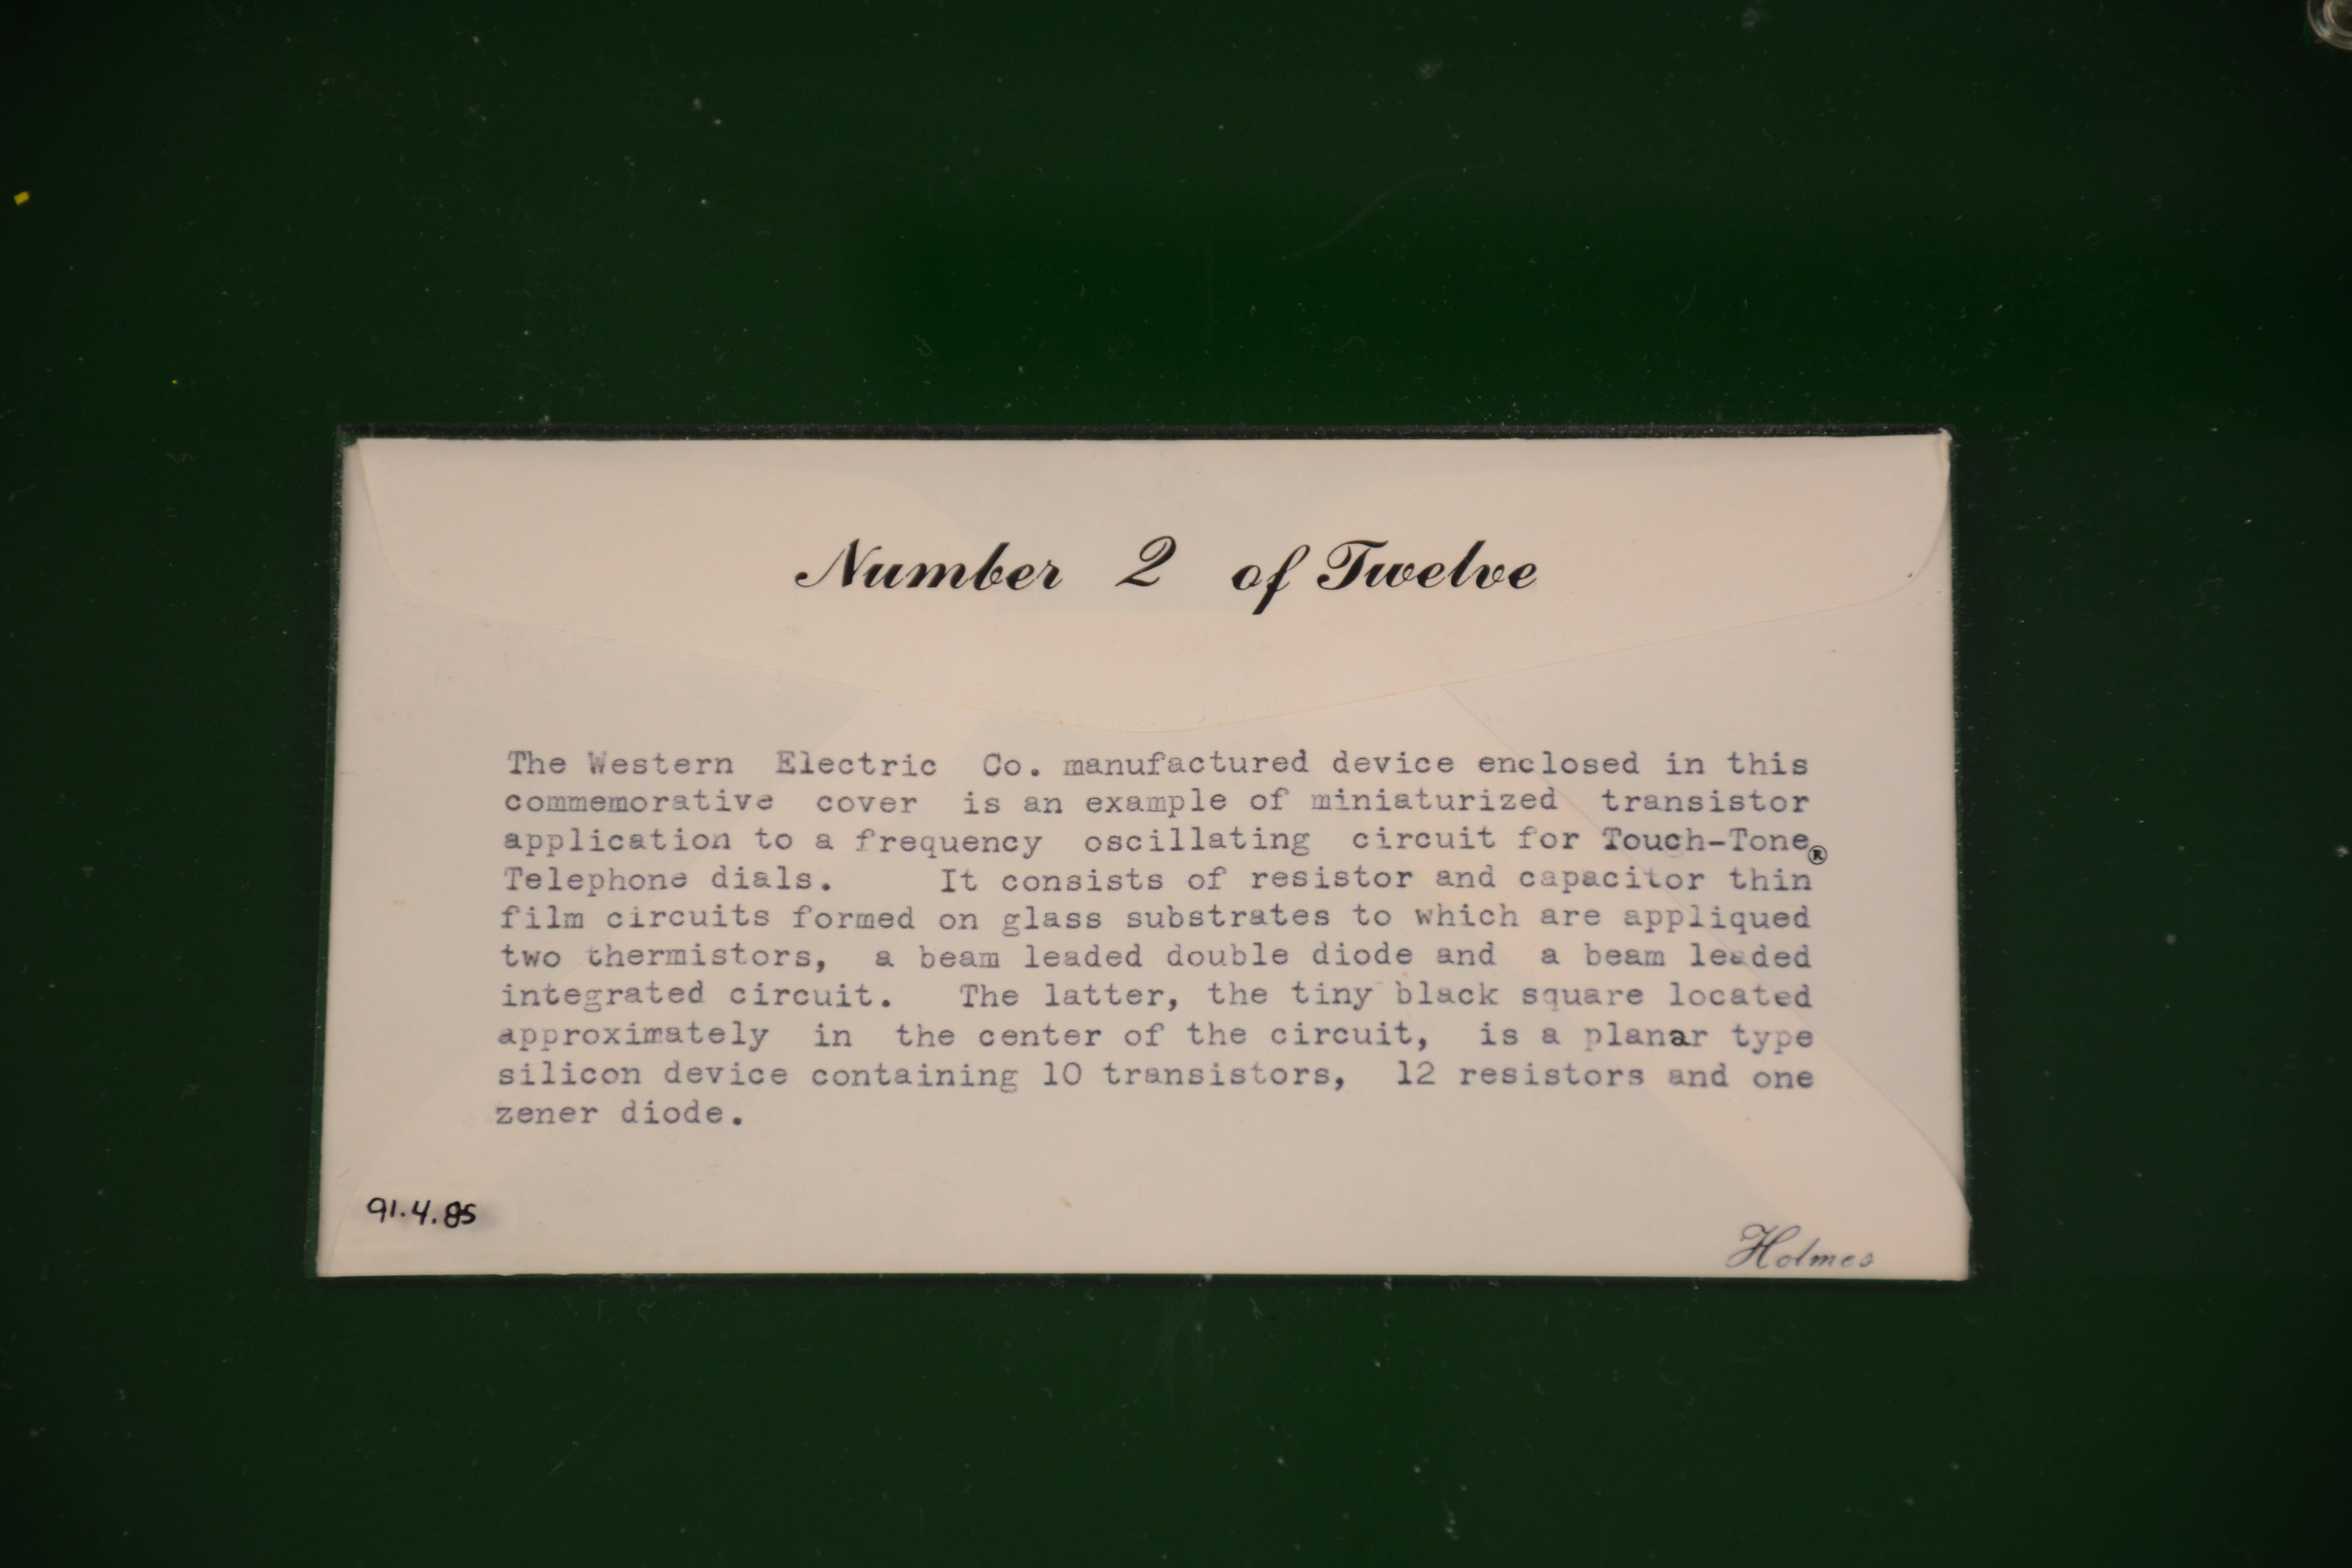 Number 2 of Twelve
The Western Electric Co. manufactured device enclosed in this
commemorative cover is an example of miniaturized transistor
application to a frequency oscillating circuit for Touch-Tone®
Telephone dials. It consists of resistor and capacitor thin
film circuits formed on glass substrates to which are appliqued
two thermistors, a beam leaded double diode and a beam leaded
integrated circuit. The latter, the tiny black square located
approximately in the center of the circuit, is a planar type
silicon device containing 10 transistors, 12 resistors and one
zener diode.
91.4.85
Holmes